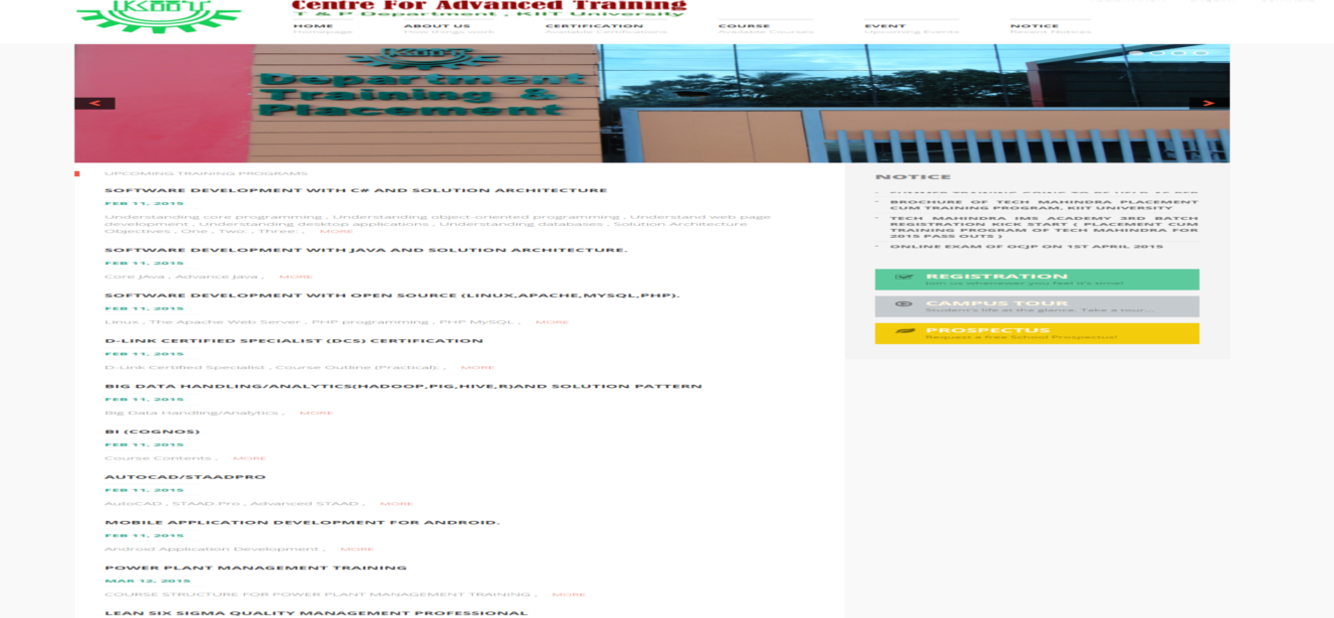 KIIT
Centre For Advanced Training
T & P Department , KIIT University
HOME ABOUT US CERTIFICATION COURSE EVENT NOTICE
Homepage How things work Available Certifications Available Courses Upcoming Events Recent Notices
KIIT
Department
Training &
Placement
< >
UPCOMING TRAINING PROGRAMS
SOFTWARE DEVELOPMENT WITH C# AND SOLUTION ARCHITECTURE
FEB 11, 2015
Understanding core programming , Understanding object-oriented programming , Understand web page
development , Understanding desktop applications , Understanding databases , Solution Architecture
Objectives , One , Two: , Three: , MORE
SOFTWARE DEVELOPMENT WITH JAVA AND SOLUTION ARCHITECTURE.
FEB 11, 2015
Core JAva , Advance Java , MORE
SOFTWARE DEVELOPMENT WITH OPEN SOURCE (LINUX,APACHE,MYSQL,PHP).
FEB 11, 2015
Linux , The Apache Web Server , PHP programming , PHP MySQL , MORE
D-LINK CERTIFIED SPECIALIST (DCS) CERTIFICATION
FEB 11, 2015
D-Link Certified Specialist , Course Outline (Practical): , MORE
BIG DATA HANDLING/ANALYTICS(HADOOP,PIG,HIVE,R)AND SOLUTION PATTERN
FEB 11, 2015
Big Data Handling/Analytics , MORE
BI (COGNOS)
FEB 11, 2015
Course Contents , MORE
AUTOCAD/STAADPRO
FEB 11, 2015
AutoCAD , STAAD.Pro , Advanced STAAD , MORE
MOBILE APPLICATION DEVELOPMENT FOR ANDROID.
FEB 11, 2015
Android Application Development , MORE
POWER PLANT MANAGEMENT TRAINING
MAR 12, 2015
COURSE STRUCTURE FOR POWER PLANT MANAGEMENT TRAINING , MORE
LEAN SIX SIGMA QUALITY MANAGEMENT PROFESSIONAL
NOTICE
BROCHURE OF TECH MAHINDRA PLACEMENT
CUM TRAINING PROGRAM, KIIT UNIVERSITY
TECH MAHINDRA IMS ACADEMY 3RD BATCH
REGISTRATION KICK START ( PLACEMENT CUM
TRAINING PROGRAM OF TECH MAHINDRA FOR
2015 PASS OUTS )
ONLINE EXAM OF OCJP ON 1ST APRIL 2015
REGISTRATION
Join us whenever you feel it's time!
CAMPUS TOUR
Student's life at the glance. Take a tour...
PROSPECTUS
Request a free School Prospectus!